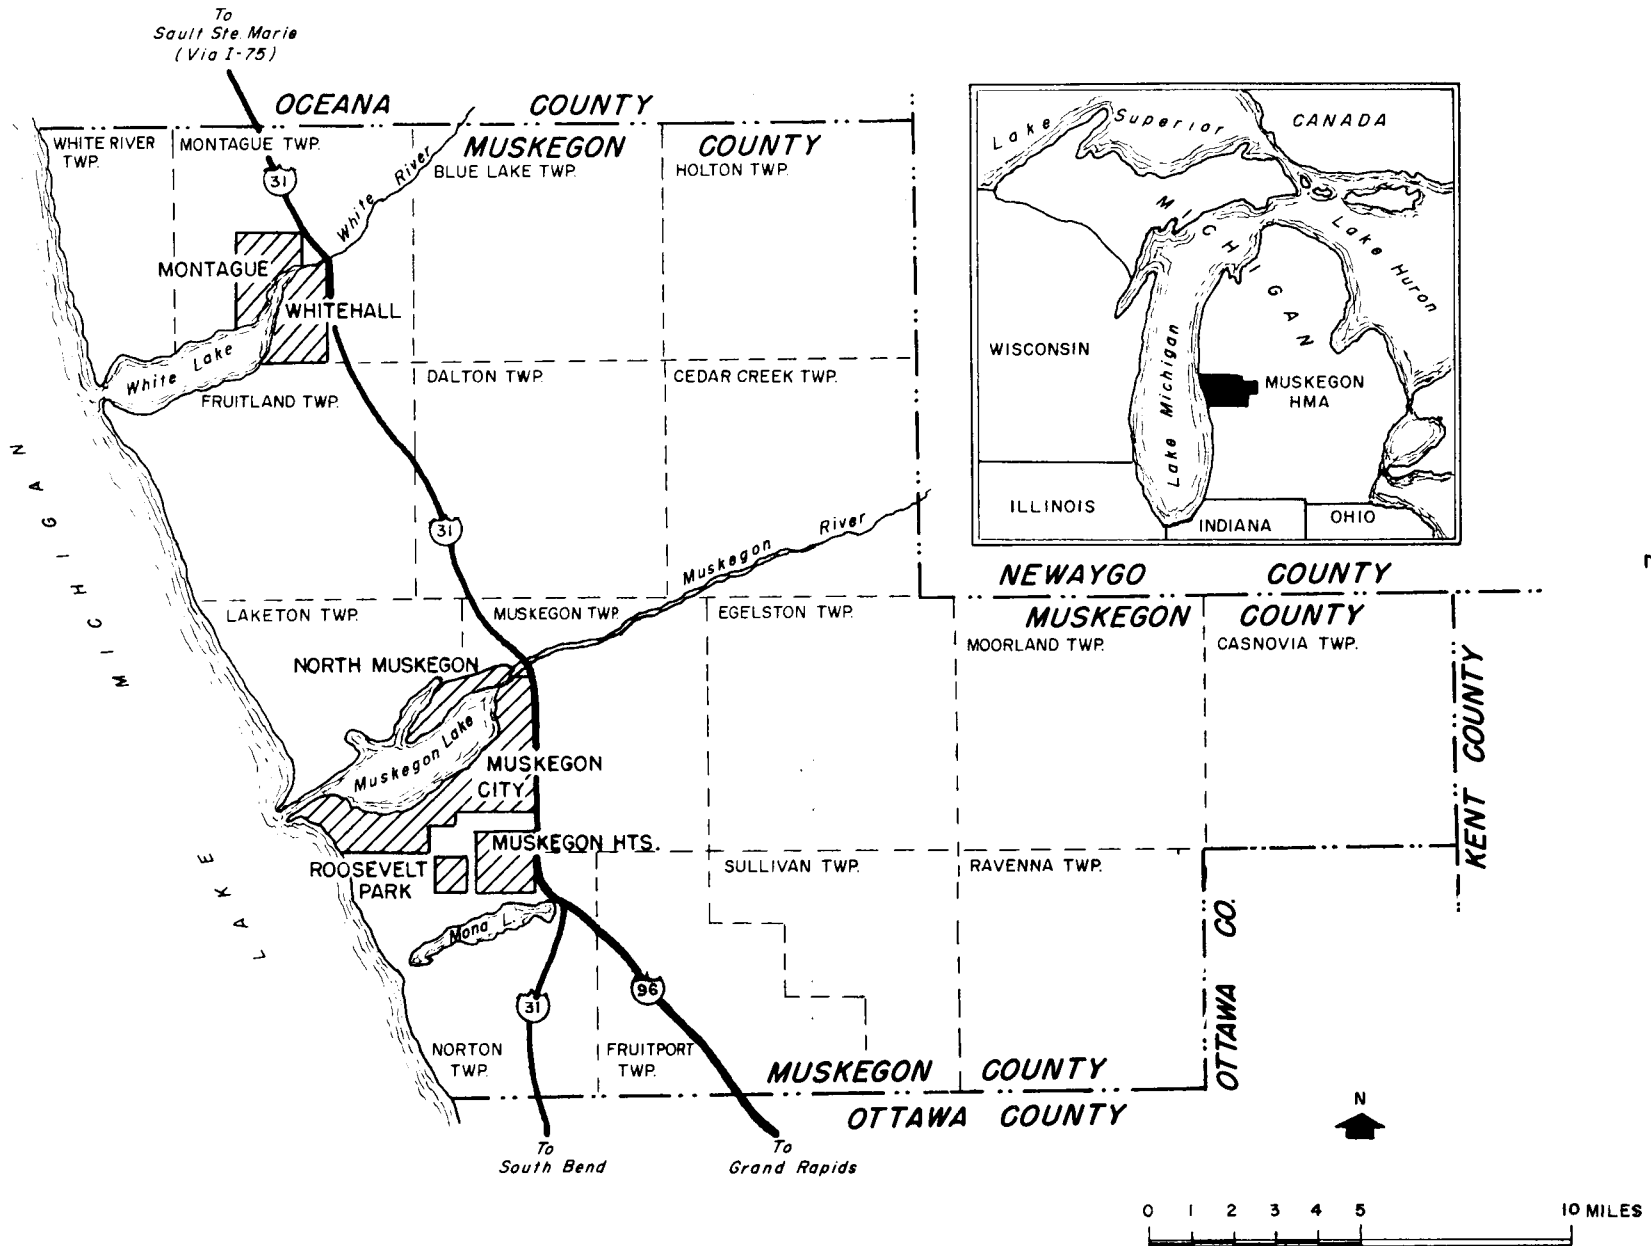 To
Sault Ste. Marie
(Via I-75)
OCEANA COUNTY
MUSKEGON COUNTY
WHITE RIVER
TWP.
MONTAGUE TWP.
BLUE LAKE TWP.
HOLTON TWP.
31
White River
MONTAGUE
WHITEHALL
White Lake
FRUITLAND TWP.
DALTON TWP.
CEDAR CREEK TWP.
31
Muskegon River
LAKE MICHIGAN
LAKETON TWP.
MUSKEGON TWP.
EGELSTON TWP.
NORTH MUSKEGON
Muskegon Lake
MUSKEGON
CITY
MUSKEGON HTS.
ROOSEVELT
PARK
Mona L.
SULLIVAN TWP.
RAVENNA TWP.
31
96
NORTON
TWP.
FRUITPORT
TWP.
MUSKEGON COUNTY
OTTAWA COUNTY
To
South Bend
To
Grand Rapids
Lake Superior
CANADA
MICHIGAN
Lake Huron
WISCONSIN
Lake Michigan
MUSKEGON
HMA
ILLINOIS
INDIANA
OHIO
NEWAYGO COUNTY
MUSKEGON COUNTY
MOORLAND TWP.
CASNOVIA TWP.
KENT COUNTY
OTTAWA CO.
7
N
0 1 2 3 4 5 10 MILES